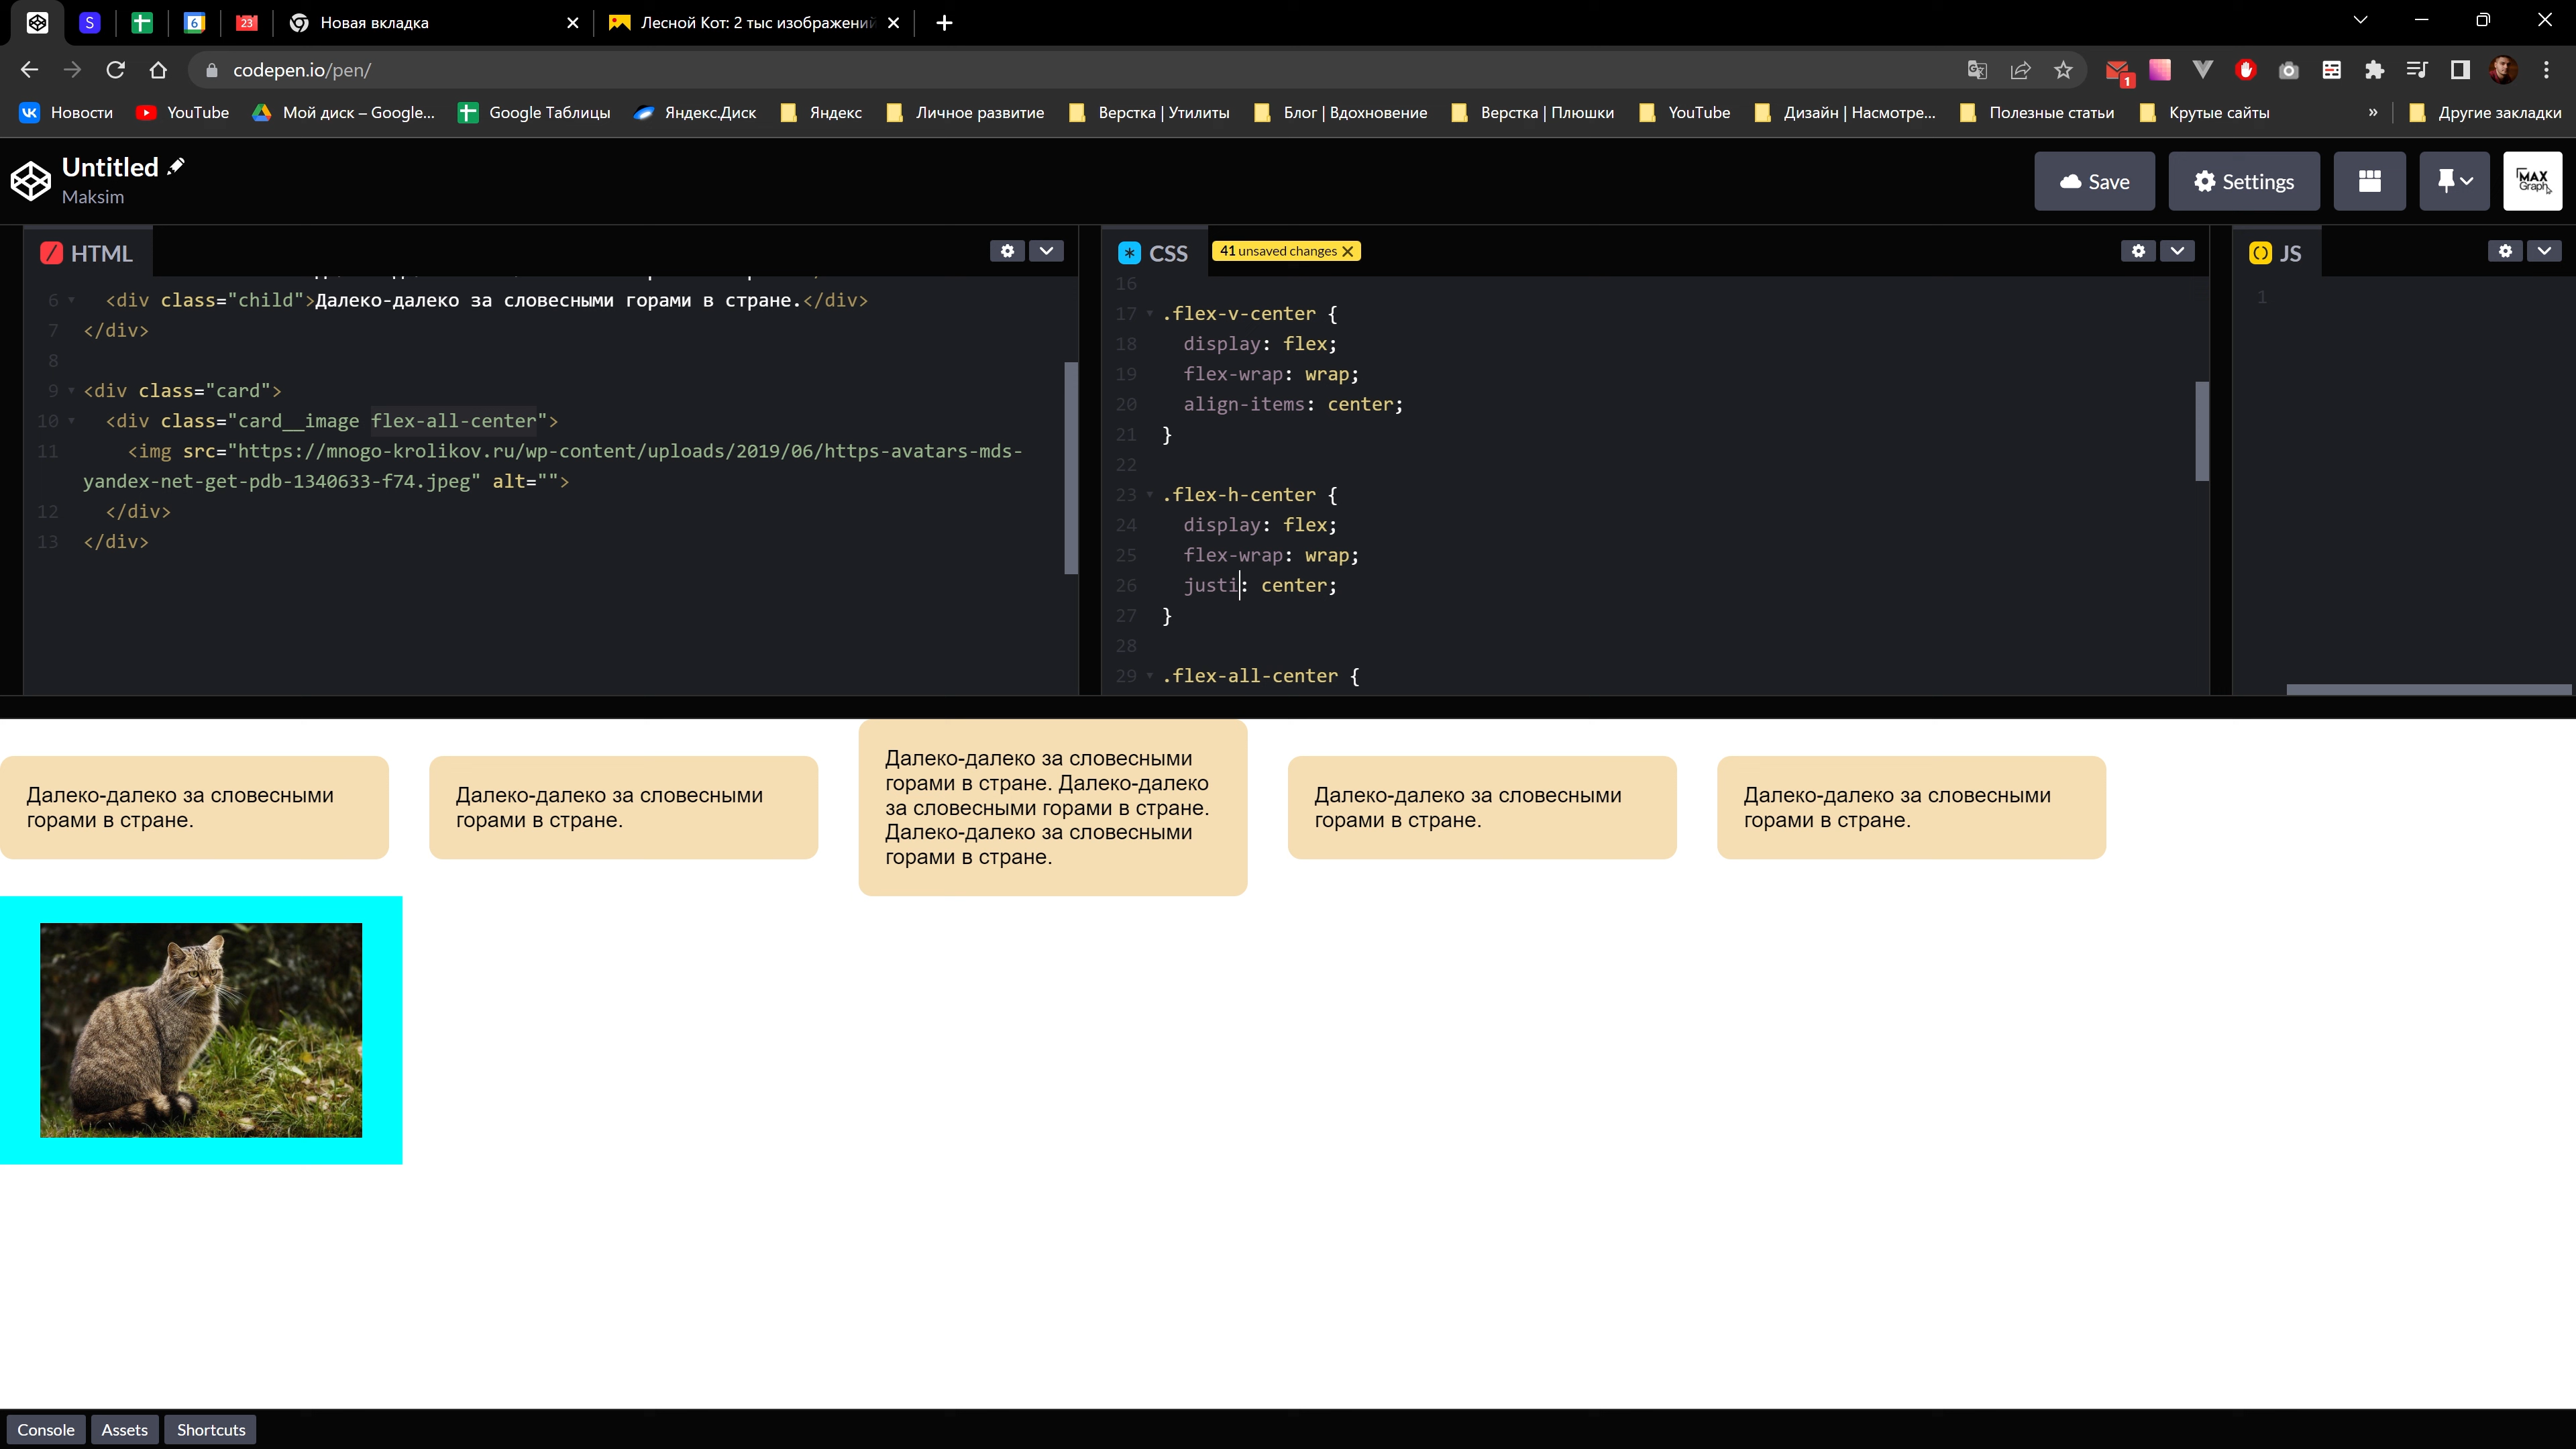 S
6
23
Новая вкладка
Лесной Кот: 2 тыс изображений
codepen.io/pen/
1
Новости
YouTube
Мой диск – Google...
Google Таблицы
Яндекс.Диск
Яндекс
Личное развитие
Верстка | Утилиты
Блог | Вдохновение
Верстка | Плюшки
YouTube
Дизайн | Насмотре...
Полезные статьи
Крутые сайты
»
Другие закладки
Untitled
Maksim
Save
Settings
MAX
Graph
HTML
6 <div class="child">Далеко-далеко за словесными горами в стране.</div>
7 </div>
8
9 <div class="card">
10 <div class="card__image flex-all-center">
11 <img src="https://mnogo-krolikov.ru/wp-content/uploads/2019/06/https-avatars-mds-
yandex-net-get-pdb-1340633-f74.jpeg" alt="">
12 </div>
13 </div>
CSS
41 unsaved changes
16
17 .flex-v-center {
18 display: flex;
19 flex-wrap: wrap;
20 align-items: center;
21 }
22
23 .flex-h-center {
24 display: flex;
25 flex-wrap: wrap;
26 justi: center;
27 }
28
29 .flex-all-center {
JS
1
Далеко-далеко за словесными
горами в стране.
Далеко-далеко за словесными
горами в стране.
Далеко-далеко за словесными
горами в стране. Далеко-далеко
за словесными горами в стране.
Далеко-далеко за словесными
горами в стране.
Далеко-далеко за словесными
горами в стране.
Далеко-далеко за словесными
горами в стране.
Console
Assets
Shortcuts